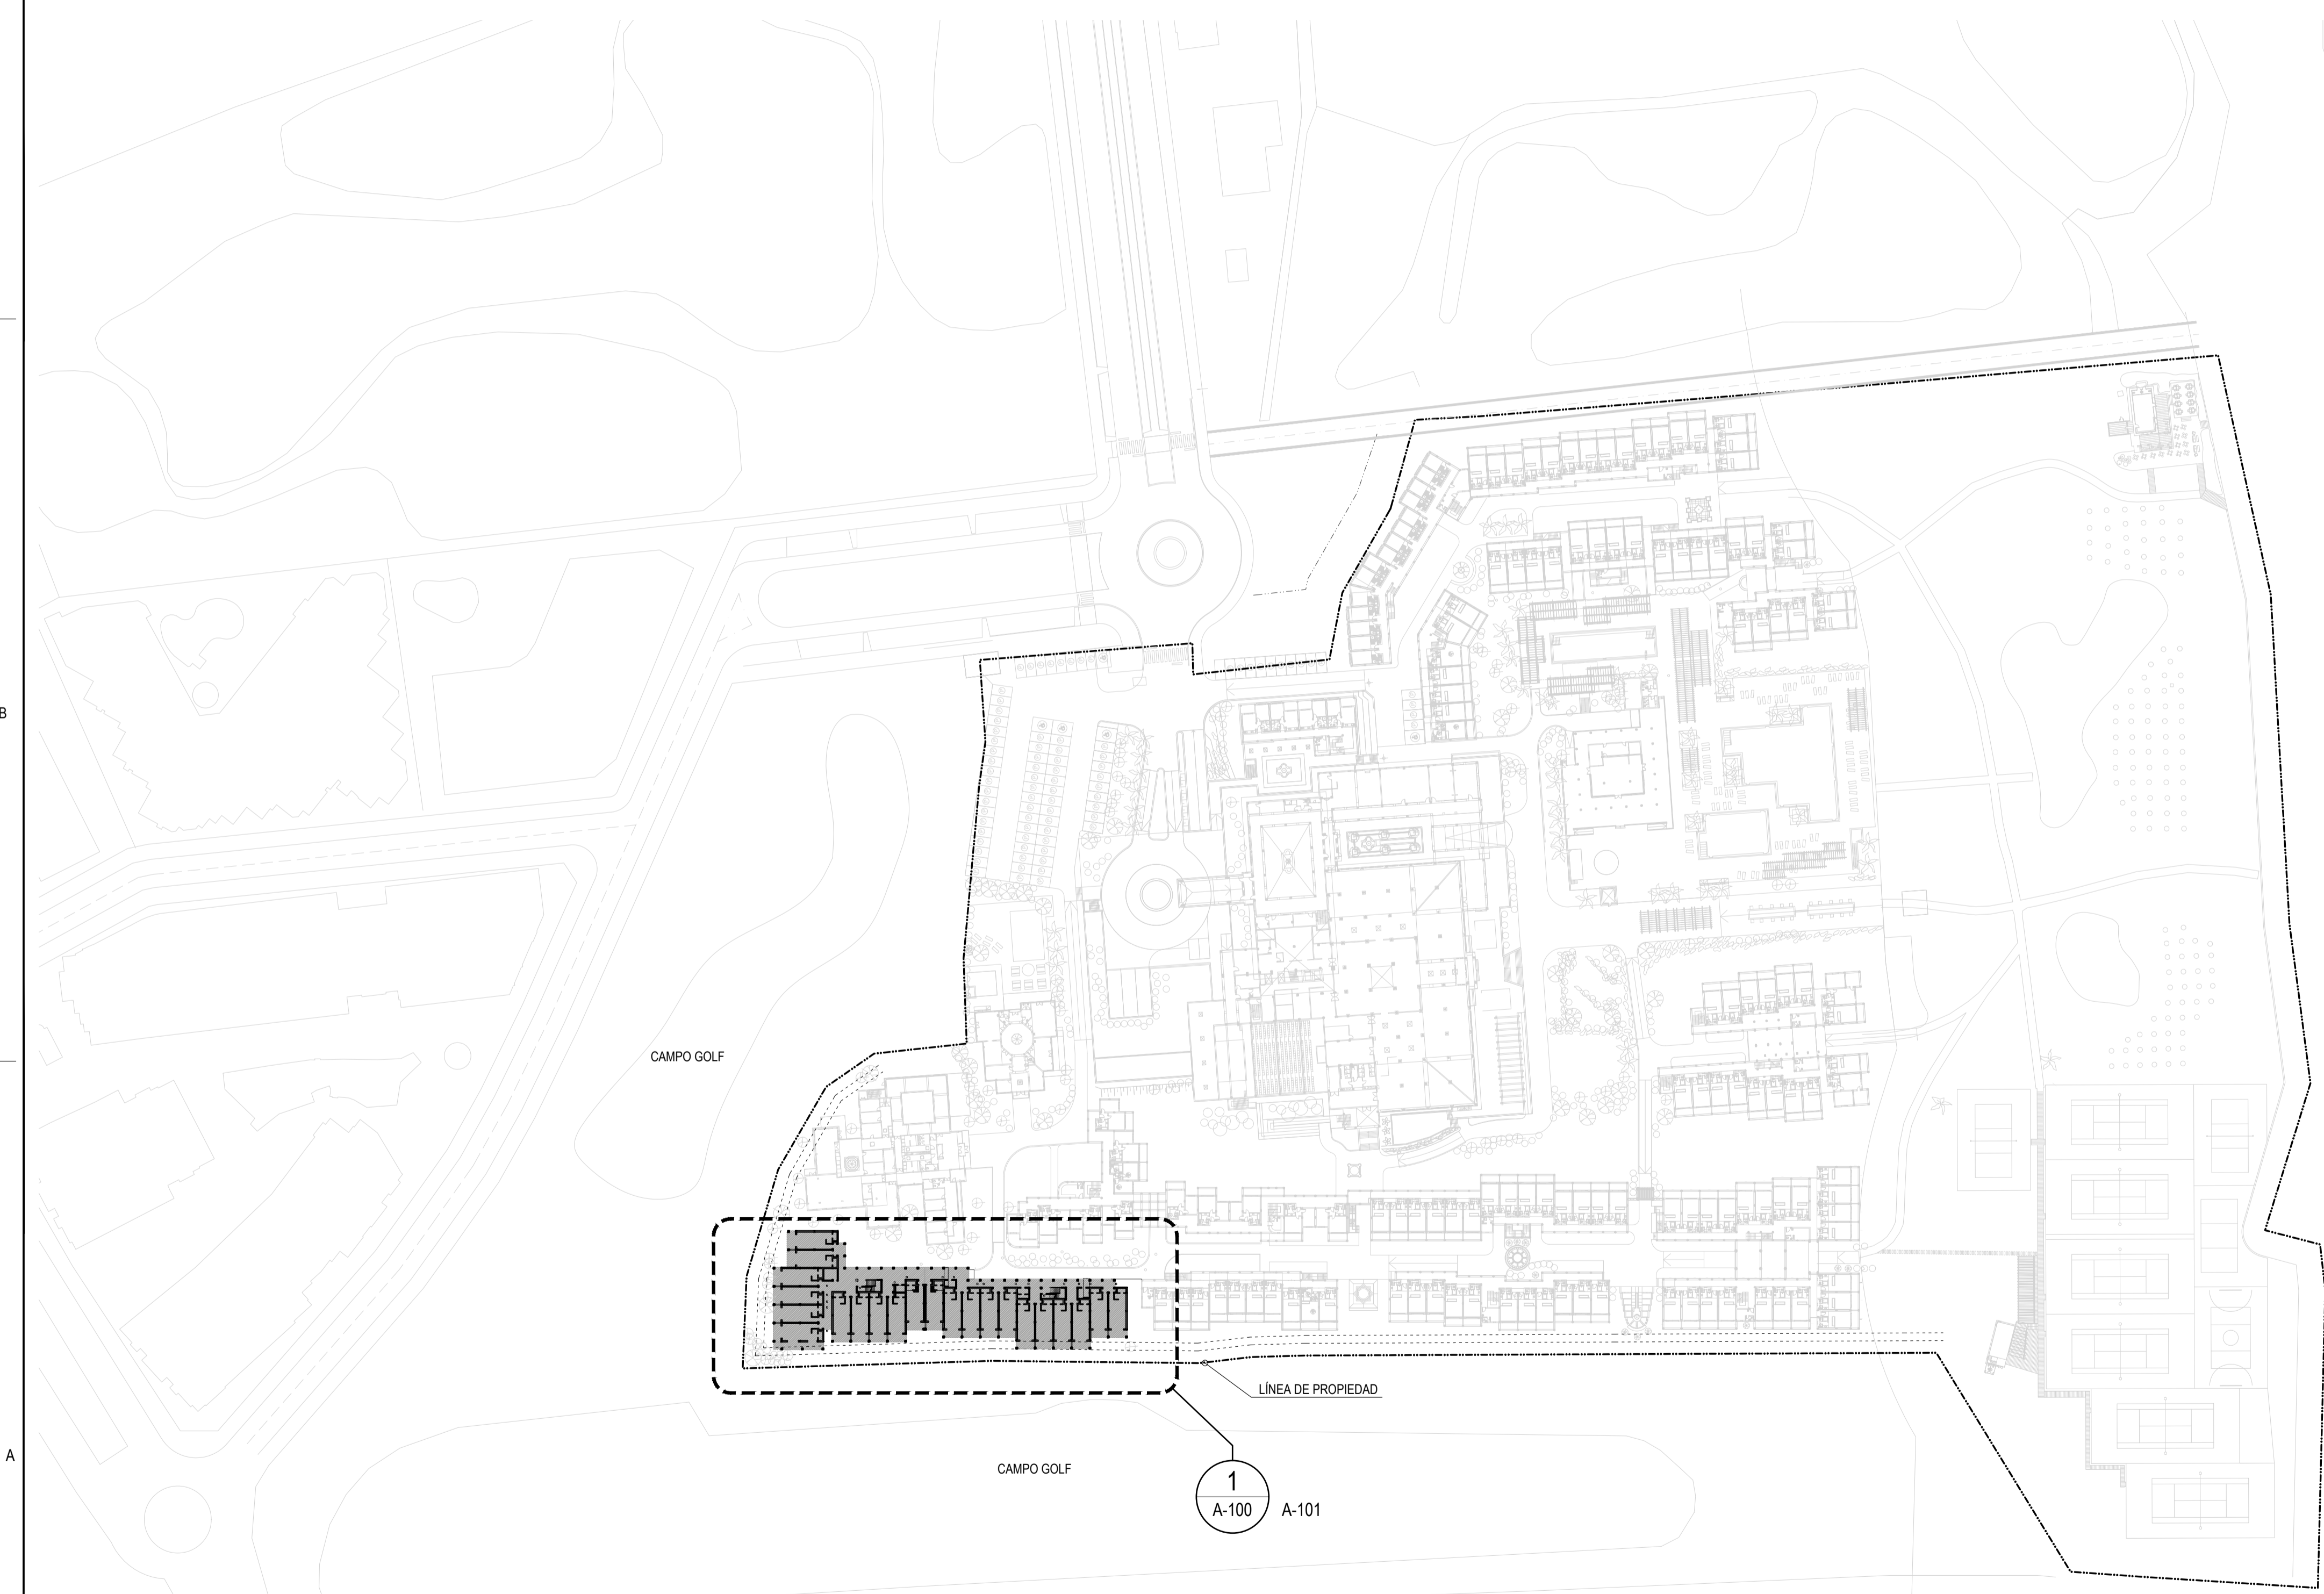 B
CAMPO GOLF
LÍNEA DE PROPIEDAD
A
CAMPO GOLF
1
A-100
A-101